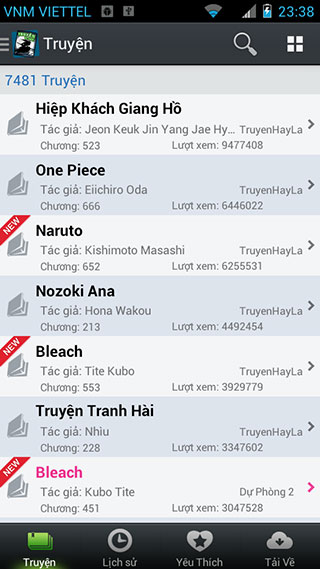 VNM VIETTEL 23:38
Truyện
7481 Truyện
Hiệp Khách Giang Hồ
Tác giả: Jeon Keuk Jin Yang Jae Hy... TruyenHayLa
Chương: 523 Lượt xem: 9477408
One Piece
Tác giả: Eiichiro Oda TruyenHayLa
Chương: 666 Lượt xem: 6446022
NEW
Naruto
Tác giả: Kishimoto Masashi TruyenHayLa
Chương: 652 Lượt xem: 6255531
Nozoki Ana
Tác giả: Hona Wakou TruyenHayLa
Chương: 213 Lượt xem: 4492454
NEW
Bleach
Tác giả: Tite Kubo TruyenHayLa
Chương: 553 Lượt xem: 3929779
Truyện Tranh Hài
Tác giả: Nhìu TruyenHayLa
Chương: 228 Lượt xem: 3347602
NEW
Bleach
Tác giả: Kubo Tite Dự Phòng 2
Chương: 451 Lượt xem: 3047528
Truyện Lịch sử Yêu Thích Tải Về